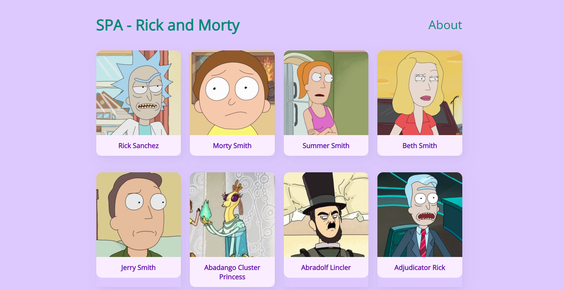 SPA - Rick and Morty
About
Rick Sanchez
Morty Smith
Summer Smith
Beth Smith
Jerry Smith
Abadango Cluster
Princess
Abradolf Lincler
Adjudicator Rick